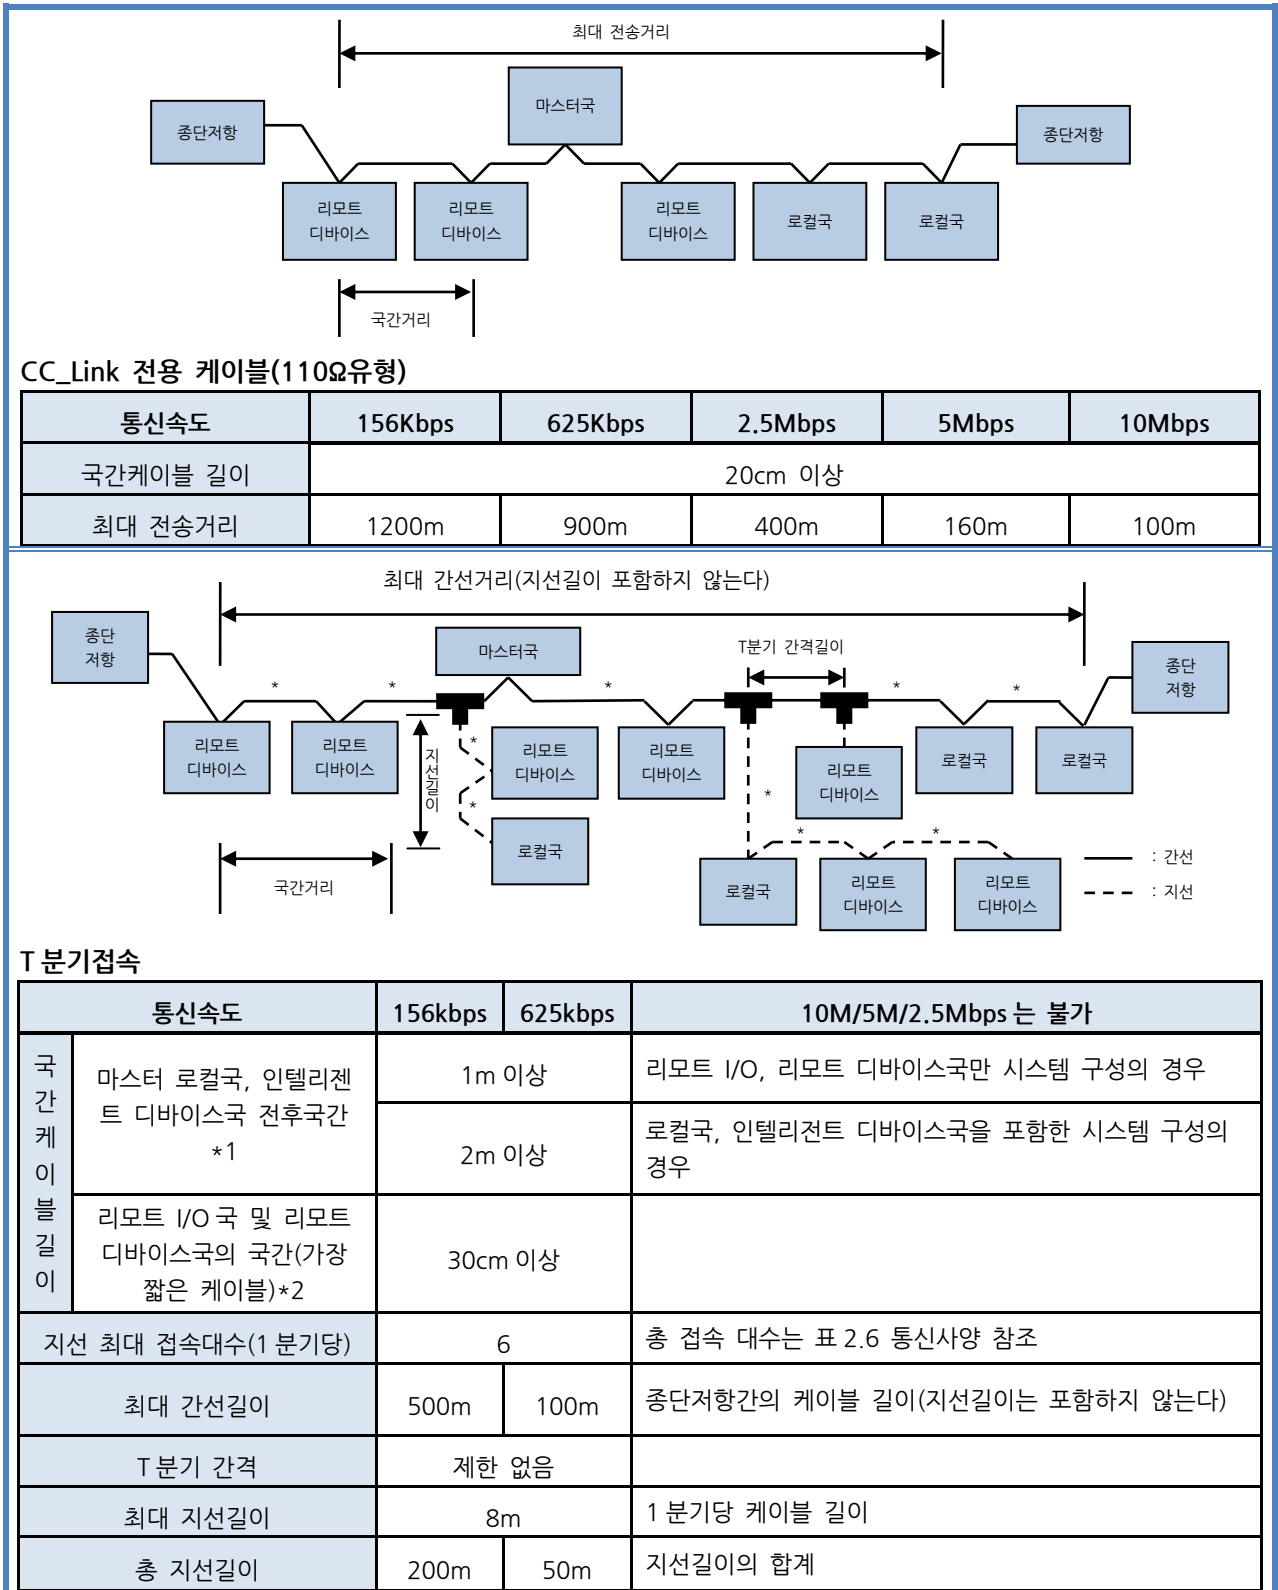 최대 전송거리
마스터국
종단저항
종단저항
리모트
디바이스
리모트
디바이스
리모트
디바이스
로컬국
로컬국
국간거리
CC_Link 전용 케이블(110Ω유형)
통신속도 156Kbps 625Kbps 2.5Mbps 5Mbps 10Mbps
국간케이블 길이 20cm 이상
최대 전송거리 1200m 900m 400m 160m 100m
최대 간선거리(지선길이 포함하지 않는다)
종단
저항
마스터국
T분기 간격길이
종단
저항
* * * * *
리모트
디바이스
리모트
디바이스
지선길이
*
리모트
디바이스
리모트
디바이스
리모트
디바이스
로컬국
로컬국
*
*
로컬국
* *
국간거리
로컬국
리모트
디바이스
리모트
디바이스
: 간선
: 지선
T 분기접속
통신속도 156kbps 625kbps 10M/5M/2.5Mbps 는 불가
국간케이블길이
마스터 로컬국, 인텔리젠
트 디바이스국 전후국간
*1
1m 이상 리모트 I/O, 리모트 디바이스국만 시스템 구성의 경우
2m 이상 로컬국, 인텔리전트 디바이스국을 포함한 시스템 구성의
경우
리모트 I/O 국 및 리모트
디바이스국의 국간(가장
짧은 케이블)*2
30cm 이상
지선 최대 접속대수(1 분기당) 6 총 접속 대수는 표 2.6 통신사양 참조
최대 간선길이 500m 100m 종단저항간의 케이블 길이(지선길이는 포함하지 않는다)
T 분기 간격 제한 없음
최대 지선길이 8m 1 분기당 케이블 길이
총 지선길이 200m 50m 지선길이의 합계